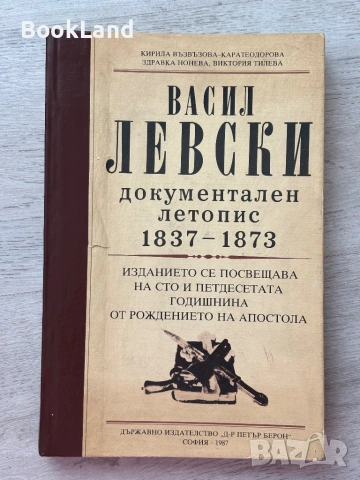 BookLand
КИРИЛА ВЪЗВЪЗОВА-КАРАТЕОДОРОВА
ЗДРАВКА НОНЕВА, ВИКТОРИЯ ТИЛЕВА
ВАСИЛ
ЛЕВСКИ
документален
летопис
1837–1873
ИЗДАНИЕТО СЕ ПОСВЕЩАВА
НА СТО И ПЕТДЕСЕТАТА
ГОДИШНИНА
ОТ РОЖДЕНИЕТО НА АПОСТОЛА
ДЪРЖАВНО ИЗДАТЕЛСТВО „Д-Р ПЕТЪР БЕРОН“
СОФИЯ · 1987
BAZAR